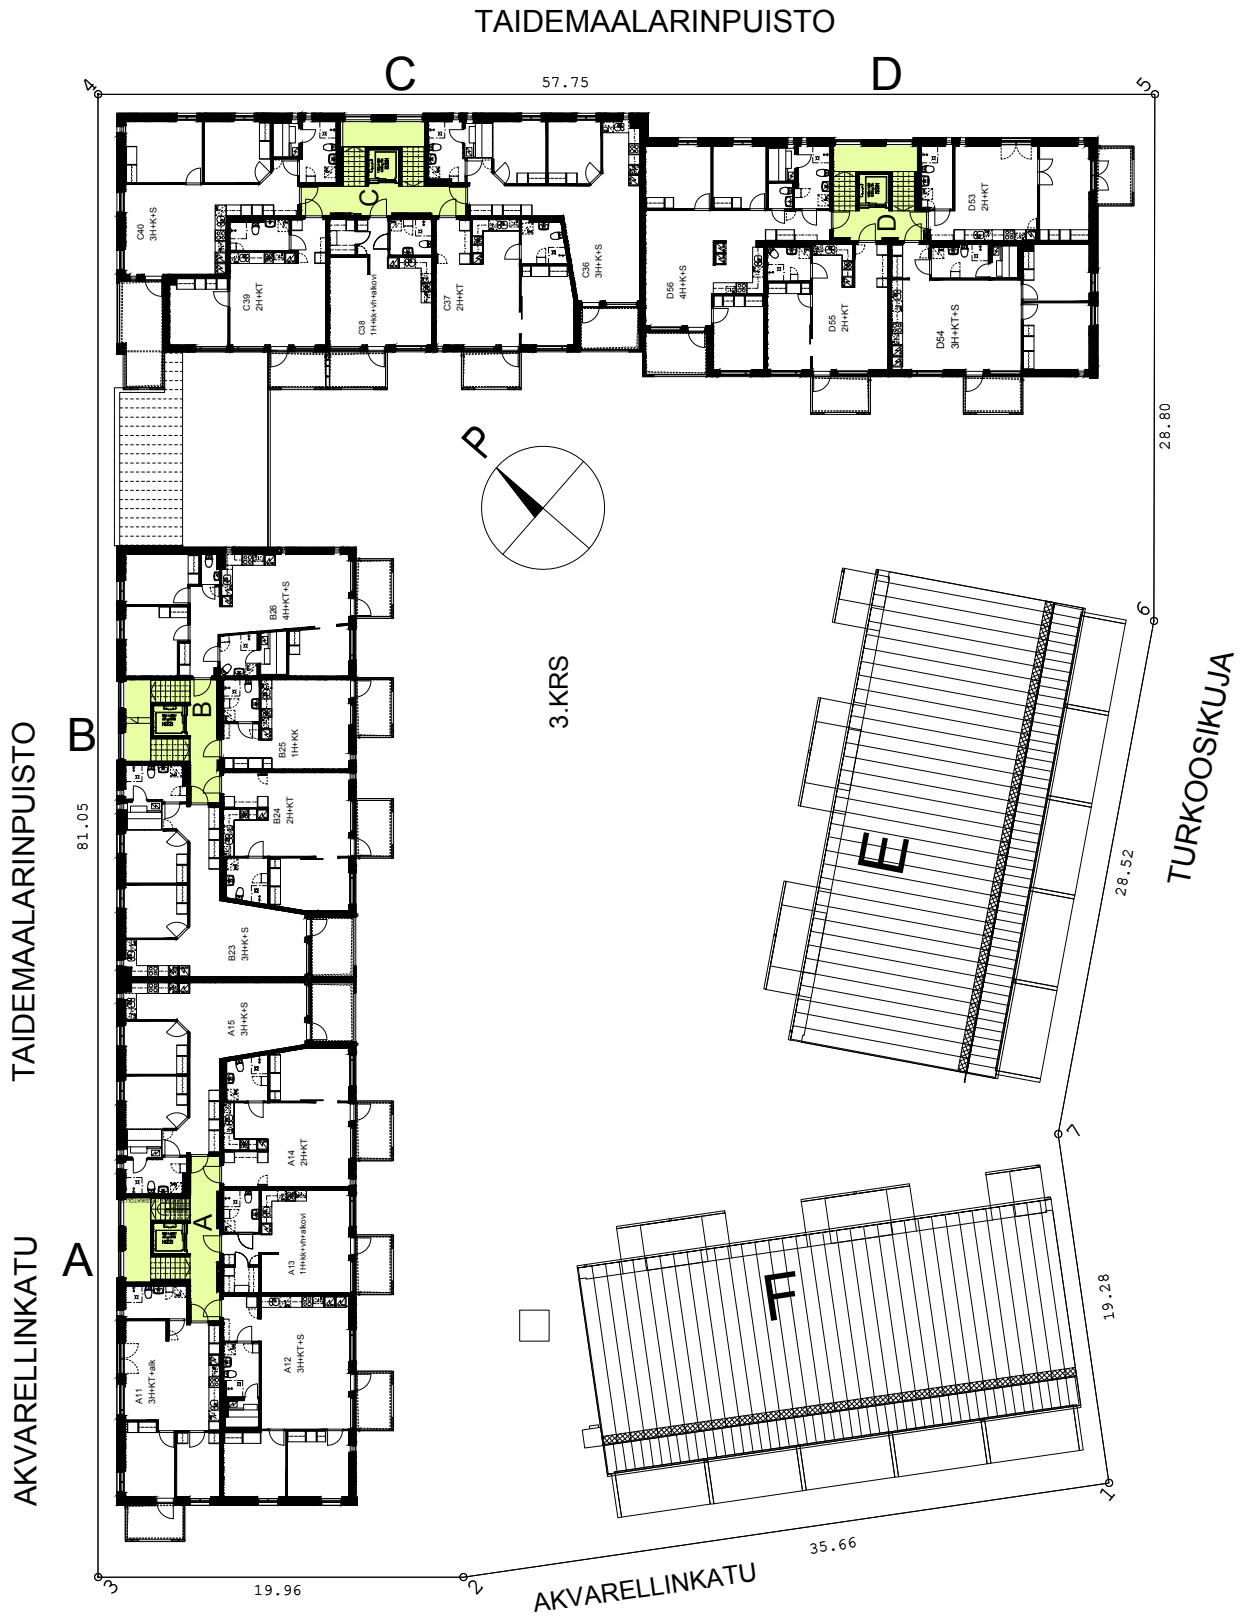 TAIDEMAALARINPUISTO
C
D
57.75
4
5
C
D
C40
3H+K+S
C39
2H+KT
C38
1H+kk+vh+alkovi
C37
2H+KT
C36
3H+K+S
D56
4H+K+S
D55
2H+KT
D54
3H+KT+S
D53
2H+KT
28.80
P
3.KRS
6
TURKOOSIKUJA
28.52
E
7
TAIDEMAALARINPUISTO
B
81.05
B26
4H+KT+S
B
B25
1H+KK
B24
2H+KT
B23
3H+K+S
A15
3H+K+S
A14
2H+KT
A
A
A13
1H+kk+vh+alkovi
A12
3H+KT+S
A11
3H+KT+alk
AKVARELLINKATU
F
19.28
1
35.66
AKVARELLINKATU
2
19.96
3